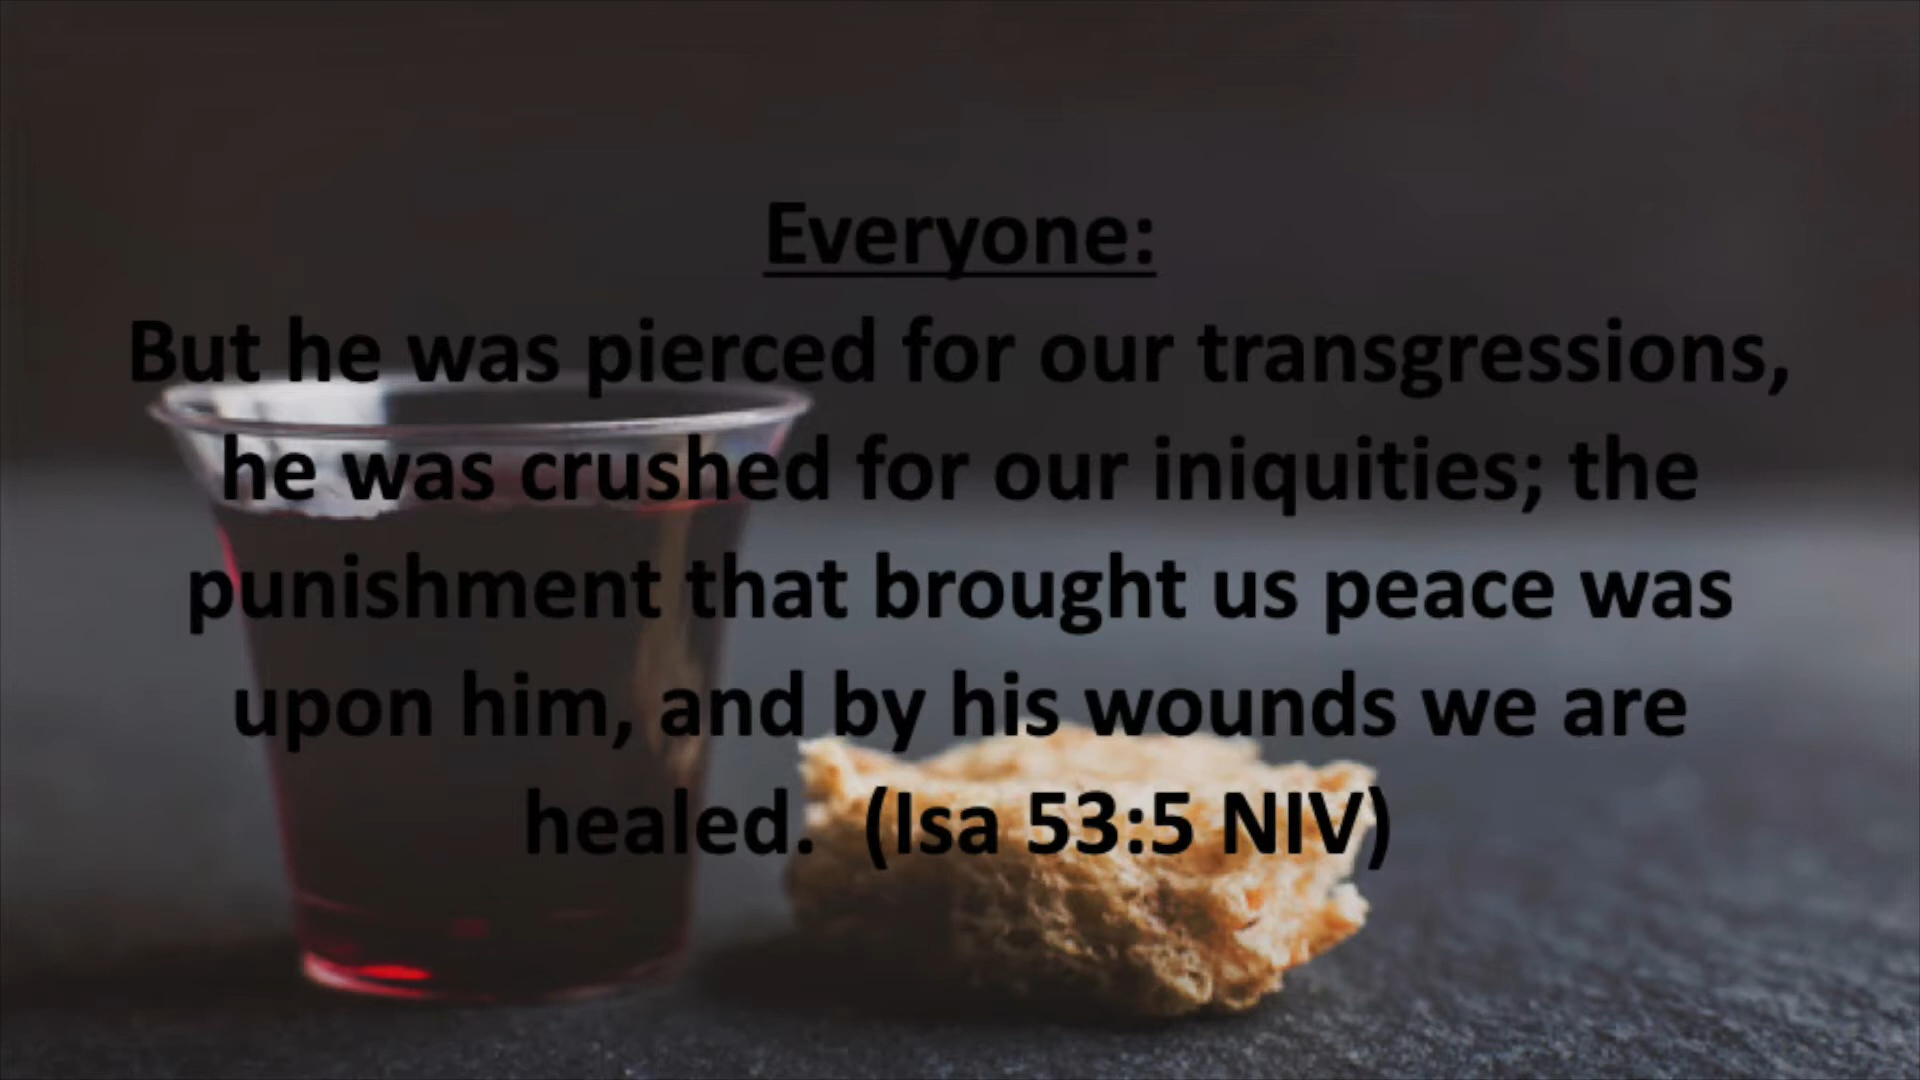 Everyone:
But he was pierced for our transgressions,
he was crushed for our iniquities; the
punishment that brought us peace was
upon him, and by his wounds we are
healed.  (Isa 53:5 NIV)